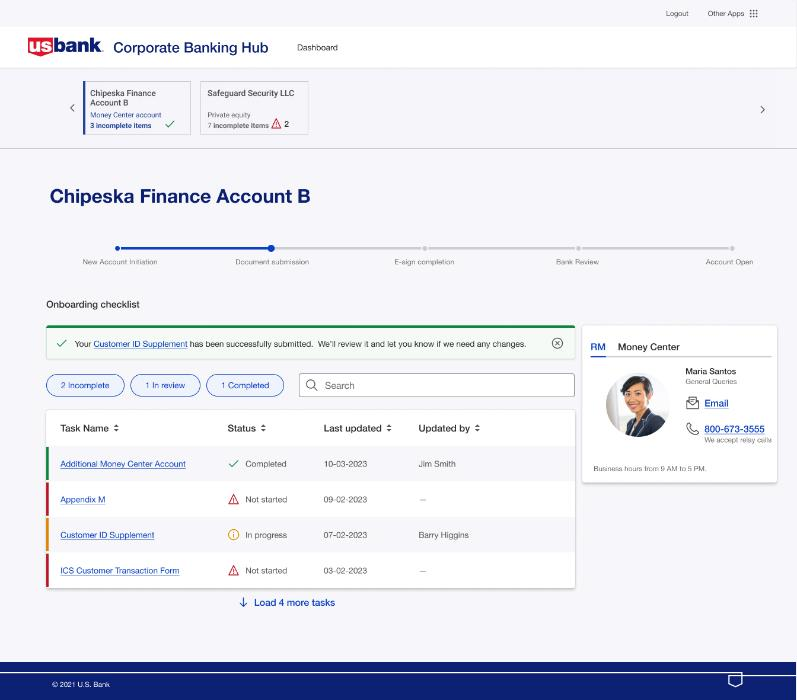 Logout Other Apps
usbank Corporate Banking Hub Dashboard
Chipeska Finance
Account B
Money Center account
3 incomplete items
Safeguard Security LLC
Private equity
7 incomplete items 2
Chipeska Finance Account B
New Account Initiation Document submission E-sign completion Bank Review Account Open
Onboarding checklist
Your Customer ID Supplement has been successfully submitted. We'll review it and let you know if we need any changes.
2 Incomplete 1 In review 1 Completed Search
Task Name Status Last updated Updated by
Additional Money Center Account Completed 10-03-2023 Jim Smith
Appendix M Not started 09-02-2023 —
Customer ID Supplement In progress 07-02-2023 Barry Higgins
ICS Customer Transaction Form Not started 03-02-2023 —
Load 4 more tasks
RM Money Center
Maria Santos
General Queries
Email
800-673-3555
We accept relay calls
Business hours from 9 AM to 5 PM.
© 2021 U.S. Bank